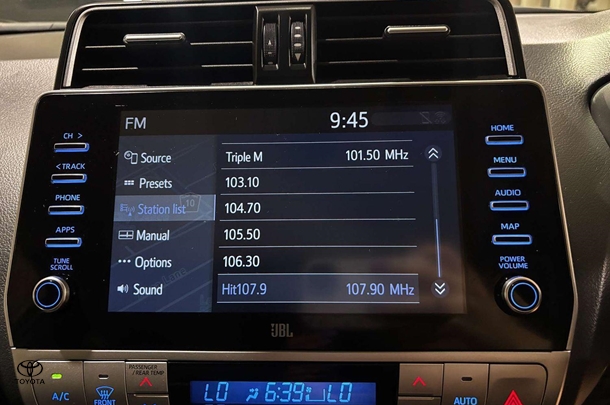 FM
9:45
CH >
< TRACK
PHONE
APPS
TUNE
SCROLL
Source
Presets
Station list
Manual
Options
Sound
Triple M 101.50 MHz
103.10
104.70
105.50
106.30
Hit107.9 107.90 MHz
HOME
MENU
AUDIO
MAP
POWER
VOLUME
JBL
TOYOTA
A/C
FRONT
PASSENGER
/ REAR TEMP
LO 6:39 LO
AUTO